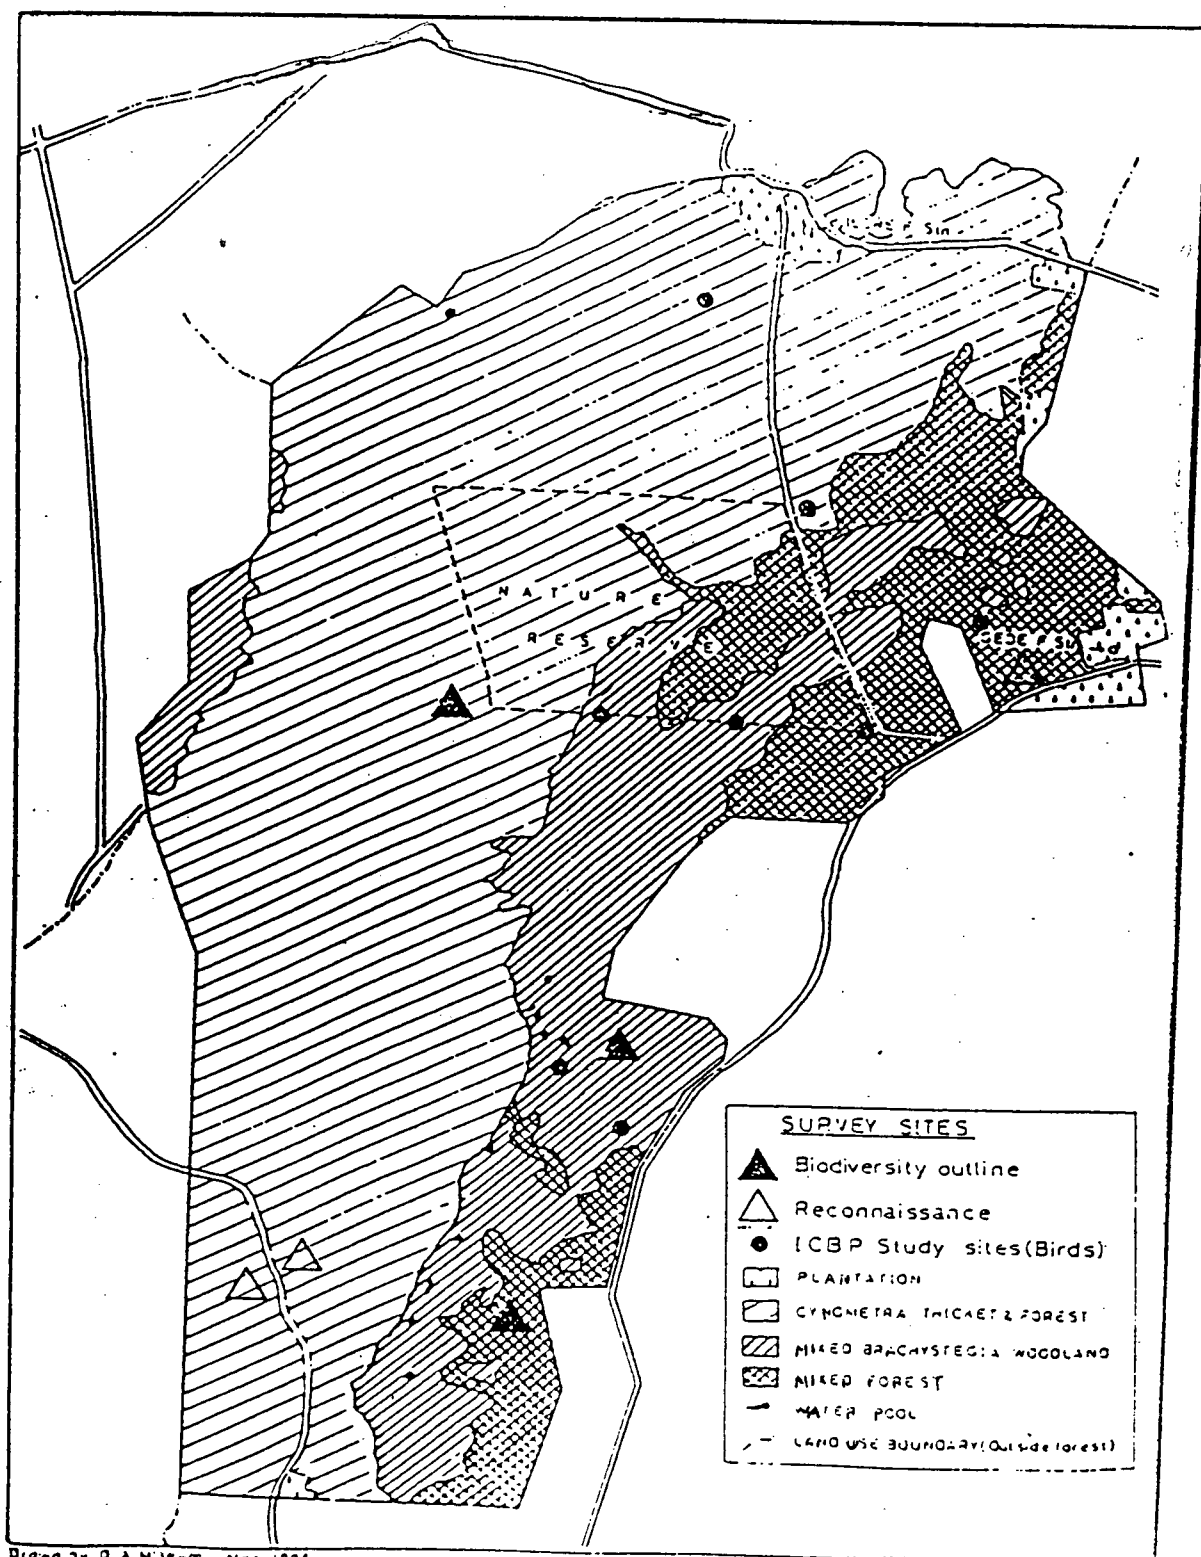 NATURE
RESERVE
SURVEY SITES
Biodiversity outline
Reconnaissance
ICBP Study sites(Birds)
PLANTATION
CYNOMETRA THICKET & FOREST
MIXED BRACHYSTEGIA WOODLAND
MIXED FOREST
WATER POOL
LAND USE BOUNDARY(Outside forest)